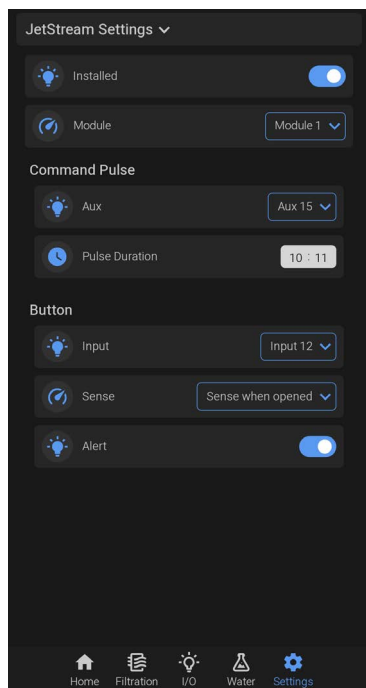 JetStream Settings
Installed
Module Module 1
Command Pulse
Aux Aux 15
Pulse Duration 10 : 11
Button
Input Input 12
Sense Sense when opened
Alert
Home Filtration I/O Water Settings